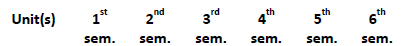 Unit(s) 1st 2nd 3rd 4th 5th 6th
sem. sem. sem. sem. sem. sem.